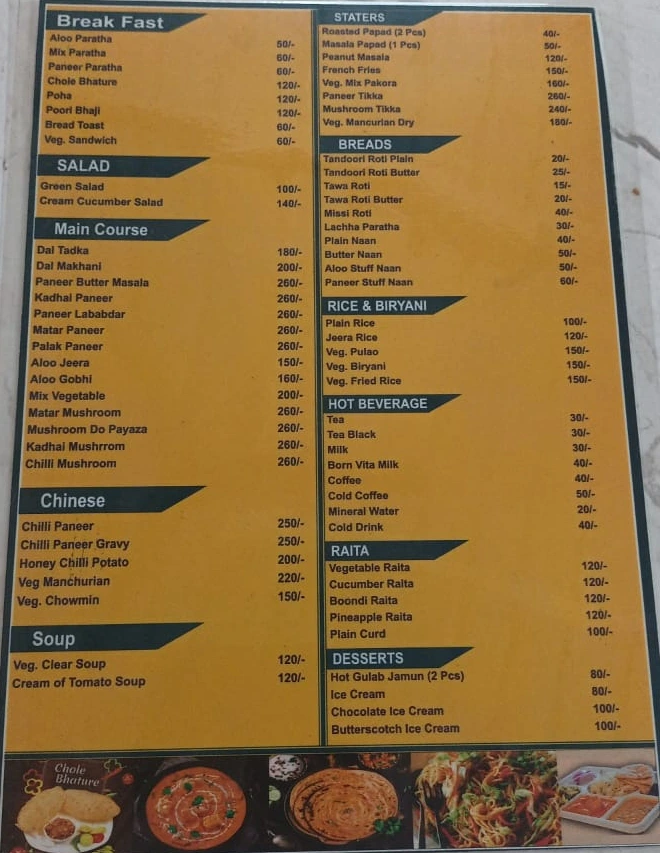 Break Fast
Aloo Paratha 50/-
Mix Paratha 60/-
Paneer Paratha 60/-
Chole Bhature 120/-
Poha 120/-
Poori Bhaji 120/-
Bread Toast 60/-
Veg. Sandwich 60/-
SALAD
Green Salad 100/-
Cream Cucumber Salad 140/-
Main Course
Dal Tadka 180/-
Dal Makhani 200/-
Paneer Butter Masala 260/-
Kadhai Paneer 260/-
Paneer Lababdar 260/-
Matar Paneer 260/-
Palak Paneer 260/-
Aloo Jeera 150/-
Aloo Gobhi 160/-
Mix Vegetable 200/-
Matar Mushroom 260/-
Mushroom Do Payaza 260/-
Kadhai Mushrrom 260/-
Chilli Mushroom 260/-
Chinese
Chilli Paneer 250/-
Chilli Paneer Gravy 250/-
Honey Chilli Potato 200/-
Veg Manchurian 220/-
Veg. Chowmin 150/-
Soup
Veg. Clear Soup 120/-
Cream of Tomato Soup 120/-
STATERS
Roasted Papad (2 Pcs) 40/-
Masala Papad (1 Pcs) 50/-
Peanut Masala 120/-
French Fries 150/-
Veg. Mix Pakora 160/-
Paneer Tikka 260/-
Mushroom Tikka 240/-
Veg. Mancurian Dry 180/-
BREADS
Tandoori Roti Plain 20/-
Tandoori Roti Butter 25/-
Tawa Roti 15/-
Tawa Roti Butter 20/-
Missi Roti 40/-
Lachha Paratha 30/-
Plain Naan 40/-
Butter Naan 50/-
Aloo Stuff Naan 50/-
Paneer Stuff Naan 60/-
RICE & BIRYANI
Plain Rice 100/-
Jeera Rice 120/-
Veg. Pulao 150/-
Veg. Biryani 150/-
Veg. Fried Rice 150/-
HOT BEVERAGE
Tea 30/-
Tea Black 30/-
Milk 30/-
Born Vita Milk 40/-
Coffee 40/-
Cold Coffee 50/-
Mineral Water 20/-
Cold Drink 40/-
RAITA
Vegetable Raita 120/-
Cucumber Raita 120/-
Boondi Raita 120/-
Pineapple Raita 120/-
Plain Curd 100/-
DESSERTS
Hot Gulab Jamun (2 Pcs) 80/-
Ice Cream 80/-
Chocolate Ice Cream 100/-
Butterscotch Ice Cream 100/-
Chole
Bhature